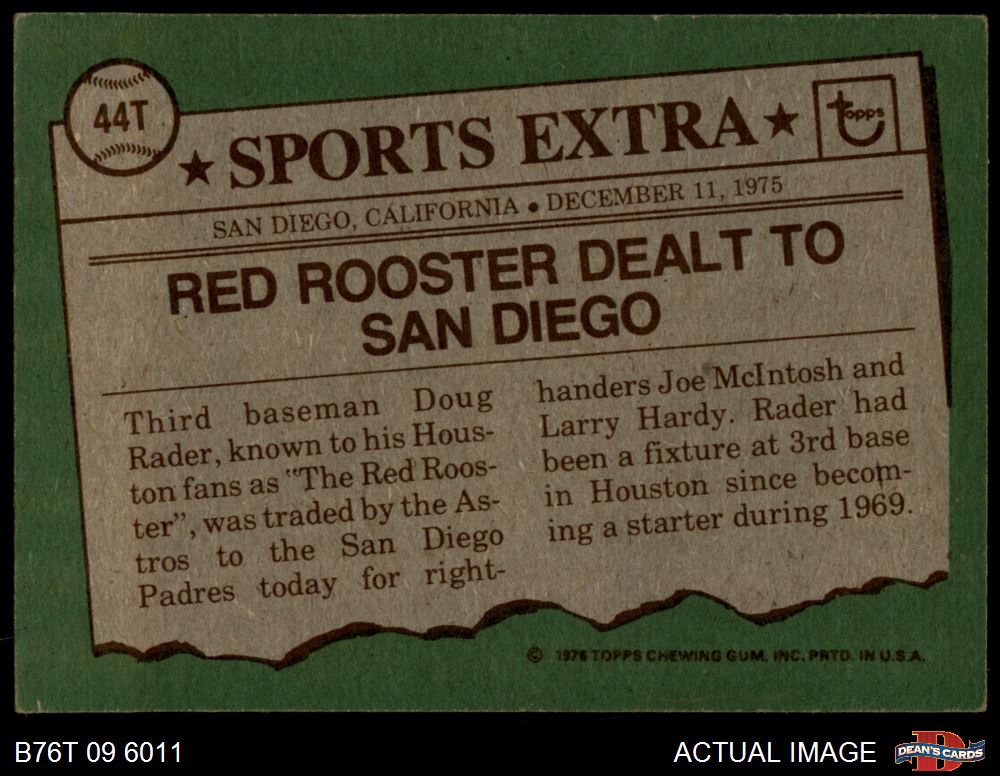 44T
★ SPORTS EXTRA ★
topps
SAN DIEGO, CALIFORNIA • DECEMBER 11, 1975
RED ROOSTER DEALT TO
SAN DIEGO
Third baseman Doug
Rader, known to his Hous-
ton fans as "The Red Roos-
ter", was traded by the As-
tros to the San Diego
Padres today for right-
handers Joe McIntosh and
Larry Hardy. Rader had
been a fixture at 3rd base
in Houston since becom-
ing a starter during 1969.
© 1976 TOPPS CHEWING GUM, INC. PRTD. IN U.S.A.
B76T 09 6011
ACTUAL IMAGE
D
DEAN'S CARDS